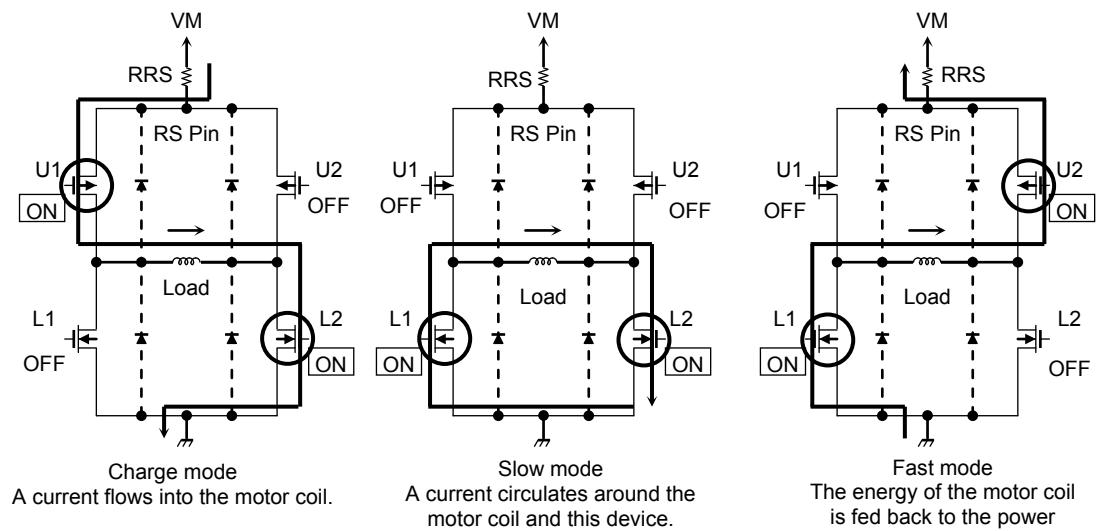 VM
RRS
RS Pin
U1
ON
U2
OFF
Load
L1
OFF
L2
ON
Charge mode
A current flows into the motor coil.
VM
RRS
RS Pin
U1
OFF
U2
OFF
Load
L1
ON
L2
ON
Slow mode
A current circulates around the
motor coil and this device.
VM
RRS
RS Pin
U1
OFF
U2
ON
Load
L1
ON
L2
OFF
Fast mode
The energy of the motor coil
is fed back to the power